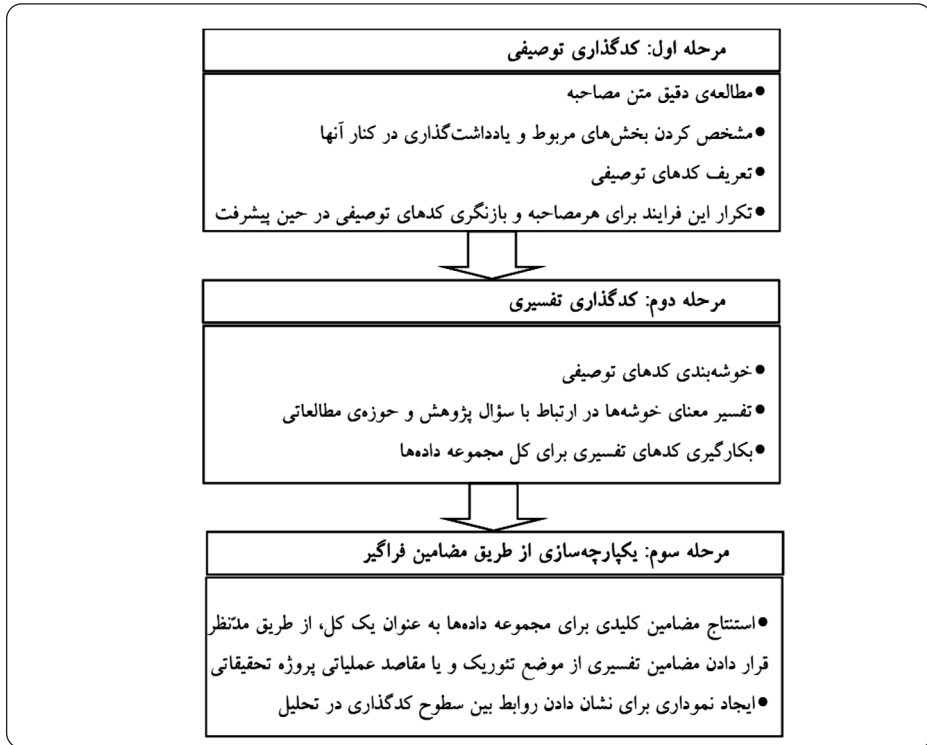 مرحله اول: کدگذاری توصیفی
●مطالعه‌ی دقیق متن مصاحبه
●مشخص کردن بخش‌های مربوط و یادداشت‌گذاری در کنار آنها
●تعریف کدهای توصیفی
●تکرار این فرایند برای هرمصاحبه و بازنگری کدهای توصیفی در حین پیشرفت
مرحله دوم: کدگذاری تفسیری
●خوشه‌بندی کدهای توصیفی
●تفسیر معنای خوشه‌ها در ارتباط با سؤال پژوهش و حوزه‌ی مطالعاتی
●بکارگیری کدهای تفسیری برای کل مجموعه داده‌ها
مرحله سوم: یکپارچه‌سازی از طریق مضامین فراگیر
●استنتاج مضامین کلیدی برای مجموعه داده‌ها به عنوان یک کل، از طریق مدّنظر
قرار دادن مضامین تفسیری از موضع تئوریک و یا مقاصد عملیاتی پروژه تحقیقاتی
●ایجاد نموداری برای نشان دادن روابط بین سطوح کدگذاری در تحلیل